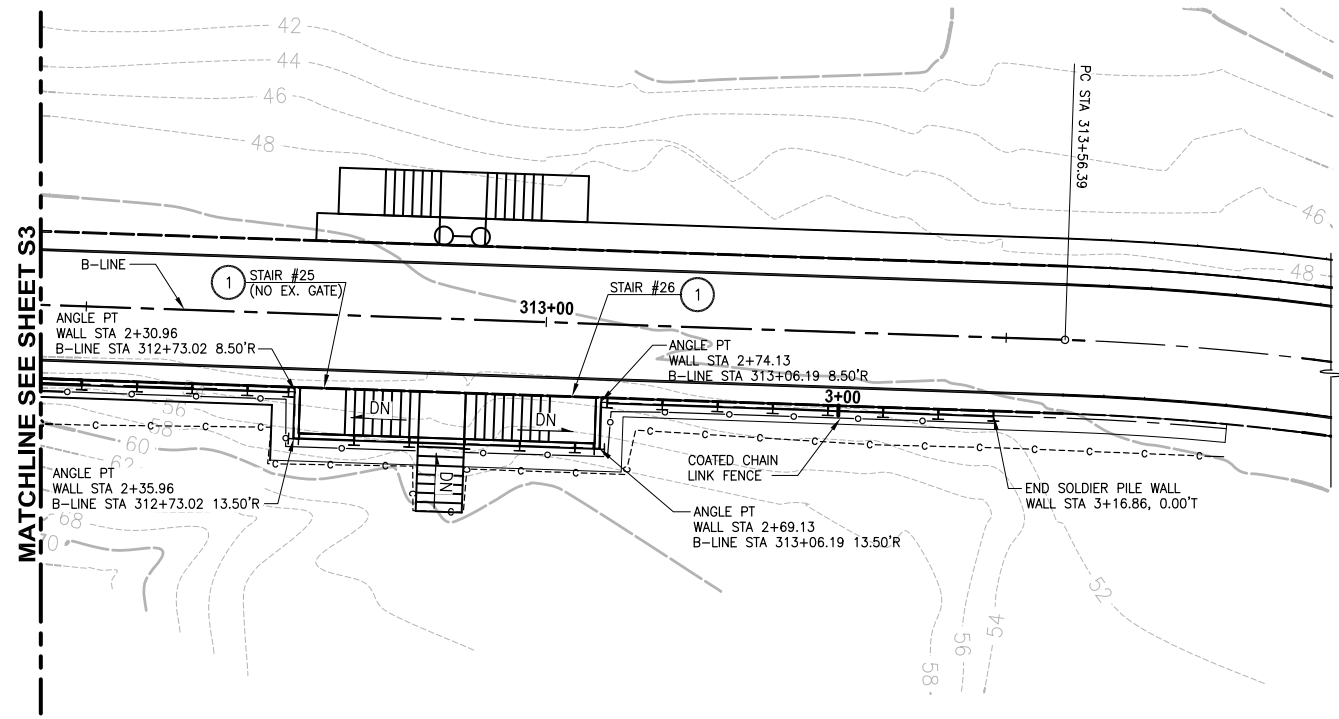 42
44
46
48
PC STA 313+56.39
46
48
MATCHLINE SEE SHEET S3
B-LINE
1
STAIR #25
(NO EX. GATE)
STAIR #26
1
313+00
ANGLE PT
WALL STA 2+30.96
B-LINE STA 312+73.02 8.50'R
ANGLE PT
WALL STA 2+74.13
B-LINE STA 313+06.19 8.50'R
3+00
DN
DN
DN
56
58
60
62
C C C C
COATED CHAIN
LINK FENCE
ANGLE PT
WALL STA 2+35.96
B-LINE STA 312+73.02 13.50'R
END SOLDIER PILE WALL
WALL STA 3+16.86, 0.00'T
ANGLE PT
WALL STA 2+69.13
B-LINE STA 313+06.19 13.50'R
68
70
52
54
56
58